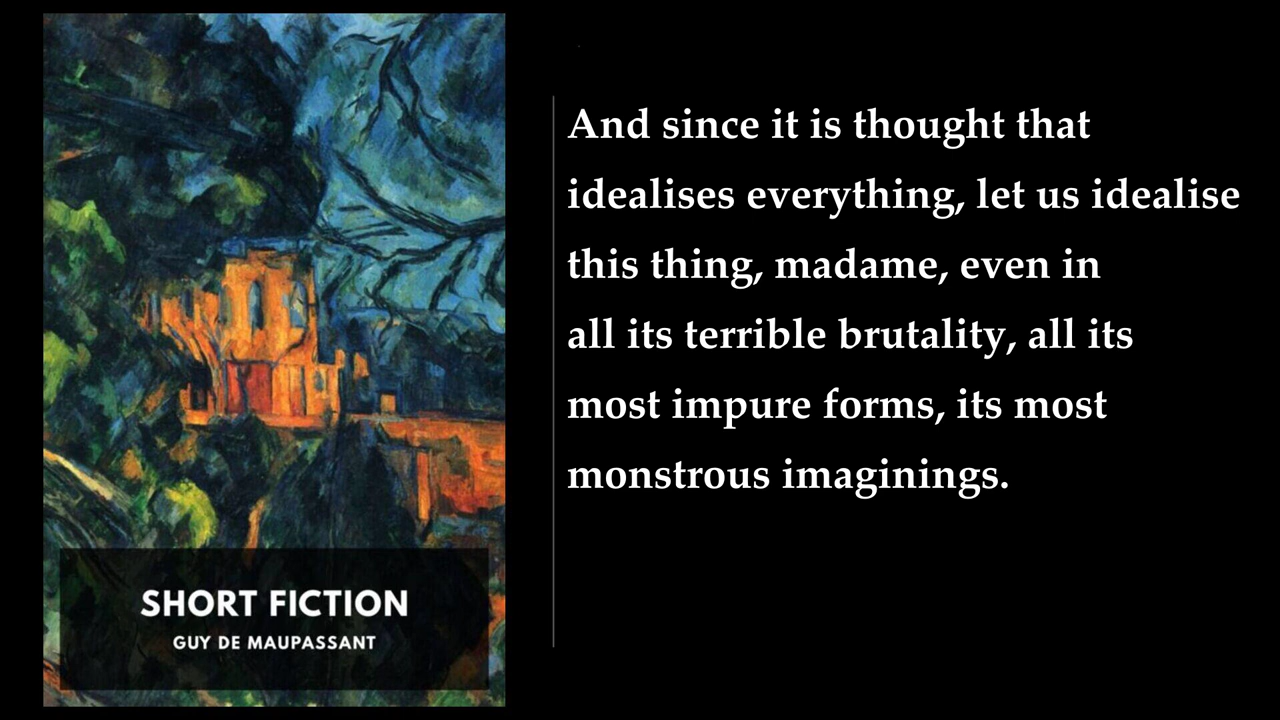 And since it is thought that
idealises everything, let us idealise
this thing, madame, even in
all its terrible brutality, all its
most impure forms, its most
monstrous imaginings.
SHORT FICTION
GUY DE MAUPASSANT